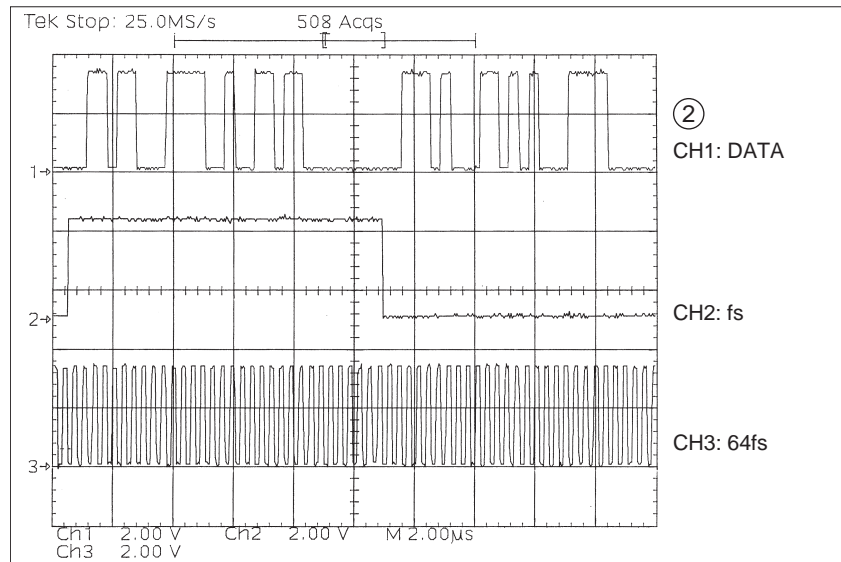 Tek Stop: 25.0MS/s 508 Acqs
②
CH1: DATA
1
CH2: fs
2
CH3: 64fs
3
Ch1 2.00 V Ch2 2.00 V M 2.00µs
Ch3 2.00 V